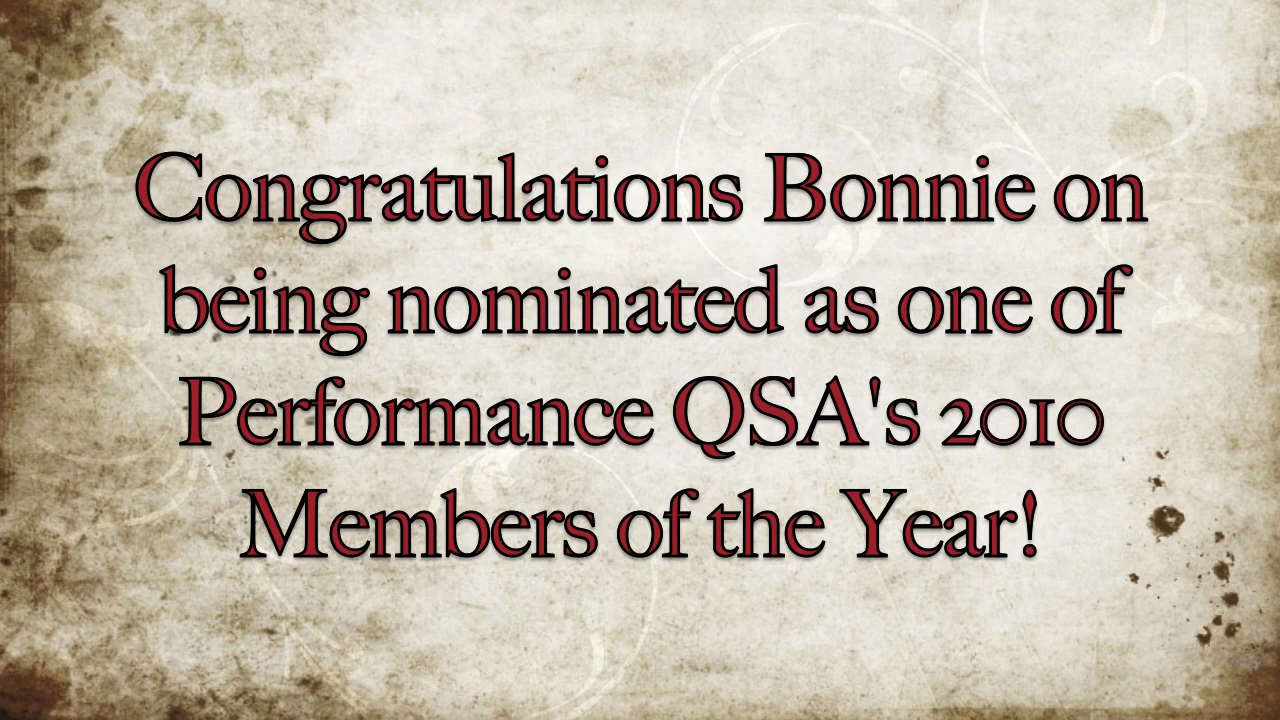 Congratulations Bonnie on
being nominated as one of
Performance QSA's 2010
Members of the Year!